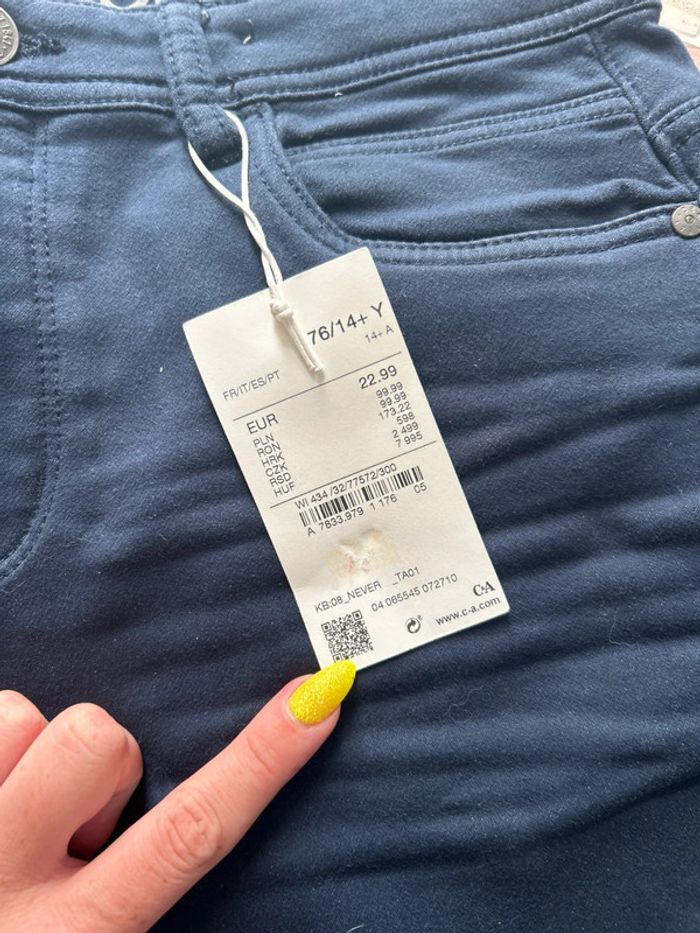 76/14+ Y
14+ A
FR/IT/ES/PT
EUR 22.99
PLN 99.99
RON 99.99
HRK 173.22
CZK 598
RSD 2 499
HUF 7 995
WI 434 /32/77572/300
A 7833.979 1 176 05
KB:08_NEVER _TA01
04 065545 072710
C&A
www.c-a.com